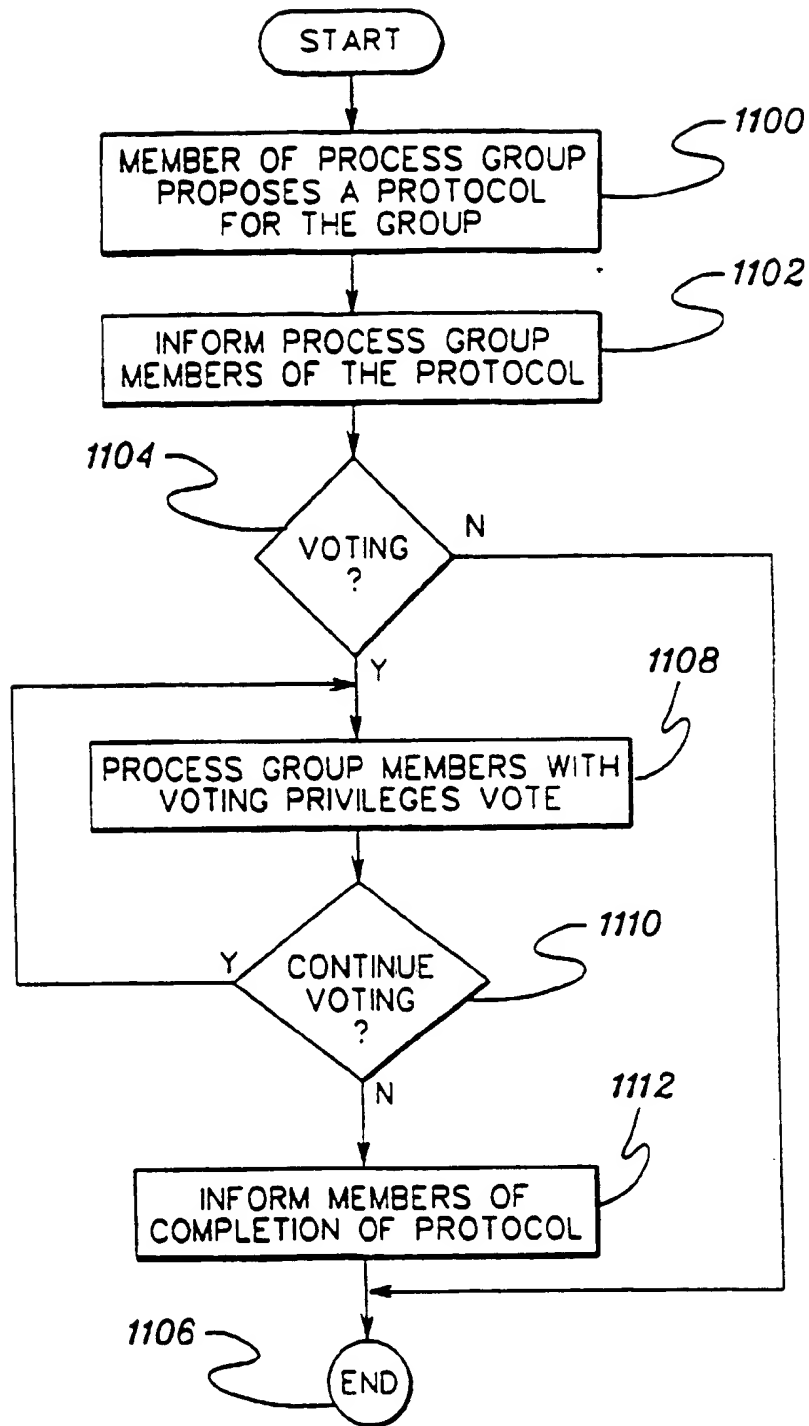 START
MEMBER OF PROCESS GROUP
PROPOSES A PROTOCOL
FOR THE GROUP
1100
INFORM PROCESS GROUP
MEMBERS OF THE PROTOCOL
1102
1104
VOTING
?
N
Y
1108
PROCESS GROUP MEMBERS WITH
VOTING PRIVILEGES VOTE
1110
Y
CONTINUE
VOTING
?
N
1112
INFORM MEMBERS OF
COMPLETION OF PROTOCOL
1106
END